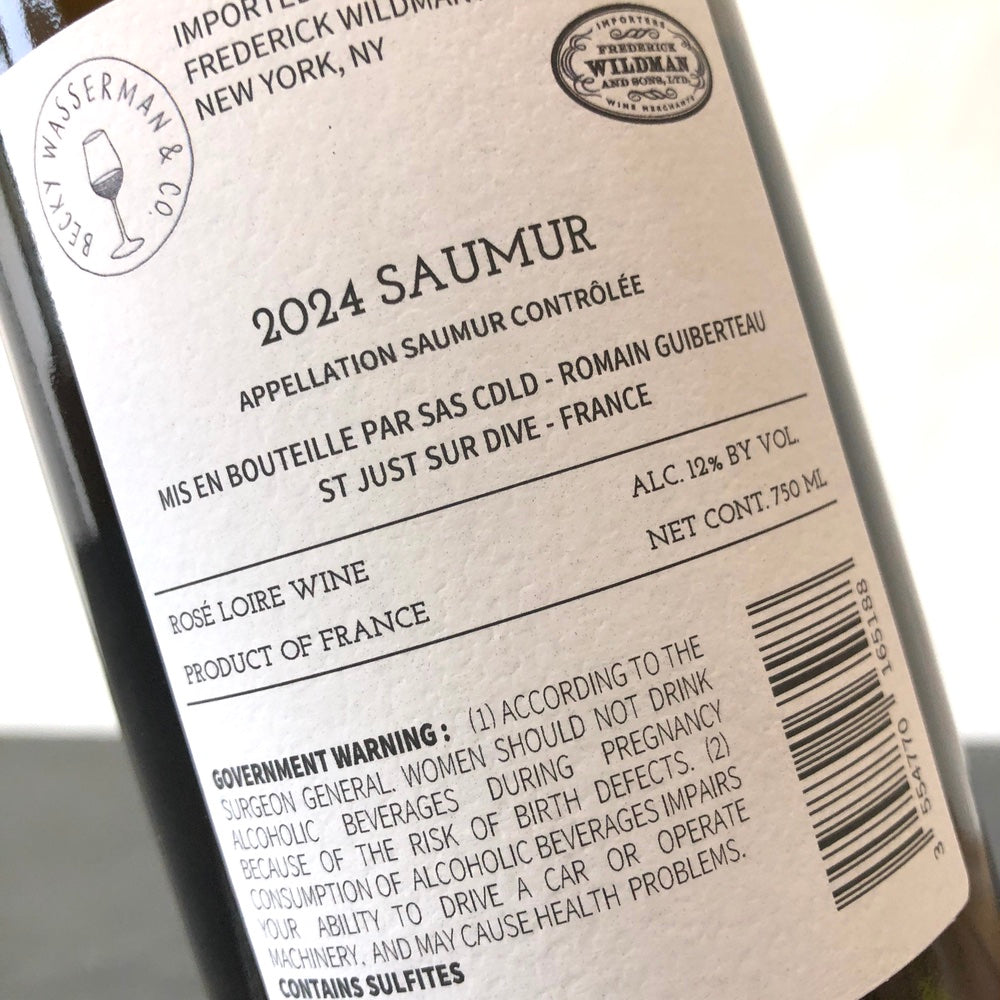 IMPORTED
FREDERICK WILDMAN
NEW YORK, NY
BECKY WASSERMAN & CO.
IMPORTERS
FREDERICK
WILDMAN
AND SONS, LTD.
WINE MERCHANTS
2024 SAUMUR
APPELLATION SAUMUR CONTRÔLÉE
MIS EN BOUTEILLE PAR SAS CDLD - ROMAIN GUIBERTEAU
ST JUST SUR DIVE - FRANCE
ROSÉ LOIRE WINE ALC. 12% BY VOL.
PRODUCT OF FRANCE NET CONT. 750 ML
GOVERNMENT WARNING : (1) ACCORDING TO THE
SURGEON GENERAL, WOMEN SHOULD NOT DRINK
ALCOHOLIC BEVERAGES DURING PREGNANCY
BECAUSE OF THE RISK OF BIRTH DEFECTS. (2)
CONSUMPTION OF ALCOHOLIC BEVERAGES IMPAIRS
YOUR ABILITY TO DRIVE A CAR OR OPERATE
MACHINERY, AND MAY CAUSE HEALTH PROBLEMS.
CONTAINS SULFITES
3 554770 165188